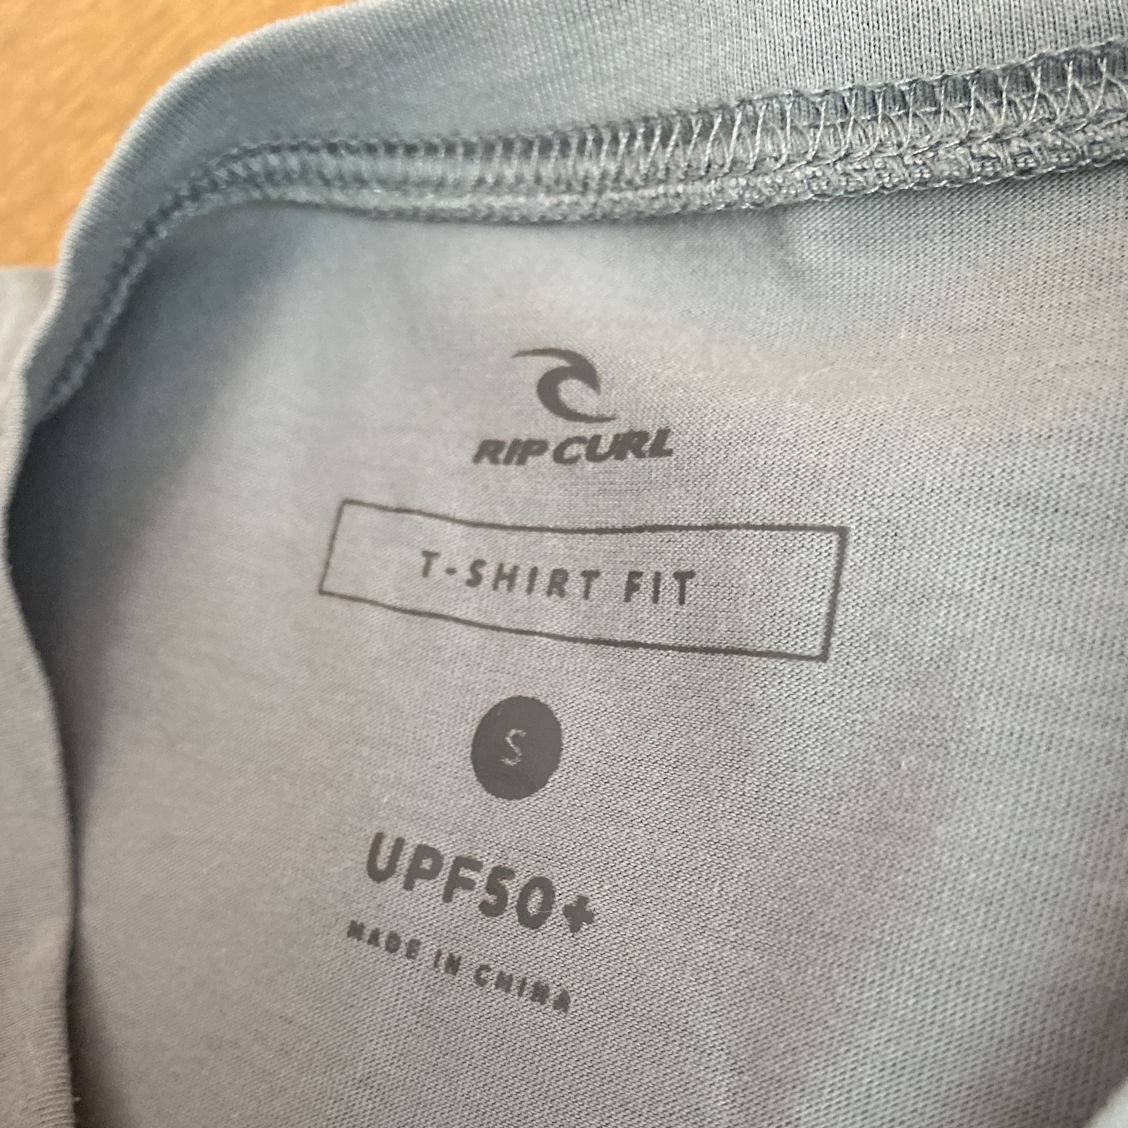 RIP CURL
T-SHIRT FIT
S
UPF50+
MADE IN CHINA